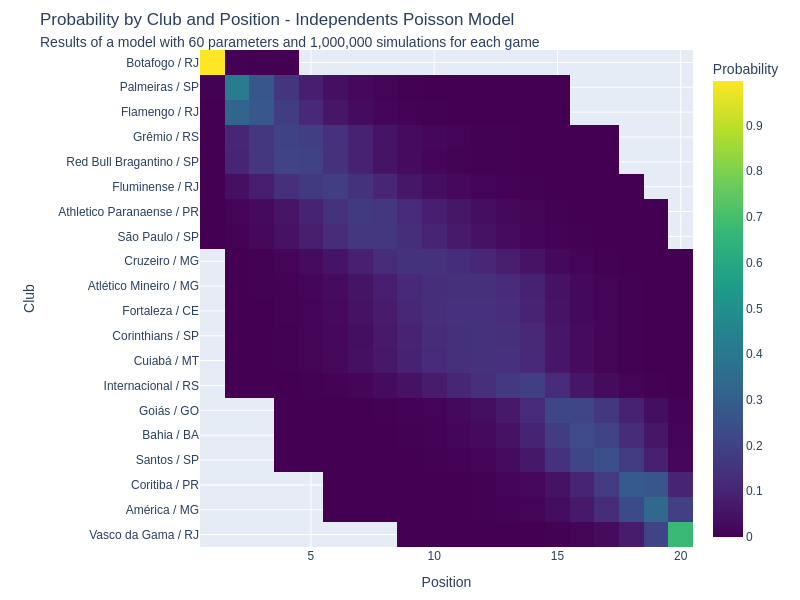 Probability by Club and Position - Independents Poisson Model
Results of a model with 60 parameters and 1,000,000 simulations for each game
Probability
Botafogo / RJ
Palmeiras / SP
Flamengo / RJ
Grêmio / RS
Red Bull Bragantino / SP
Fluminense / RJ
Athletico Paranaense / PR
São Paulo / SP
Cruzeiro / MG
Atlético Mineiro / MG
Fortaleza / CE
Corinthians / SP
Cuiabá / MT
Internacional / RS
Goiás / GO
Bahia / BA
Santos / SP
Coritiba / PR
América / MG
Vasco da Gama / RJ
Club
5
10
15
20
Position
0.9
0.8
0.7
0.6
0.5
0.4
0.3
0.2
0.1
0